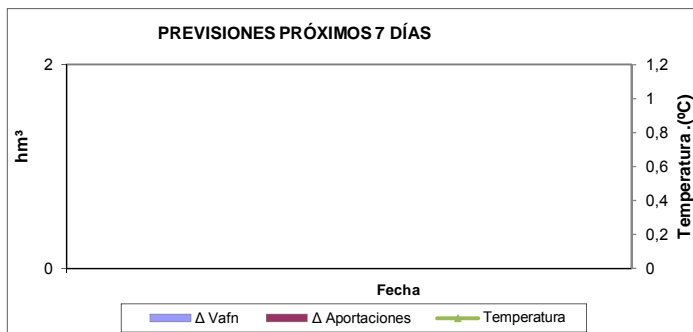 PREVISIONES PRÓXIMOS 7 DÍAS
2
1,2
1
0,8
0,6
0,4
0,2
0
0
hm³
Temperatura .(ºC)
Fecha
Δ Vafn
Δ Aportaciones
Temperatura